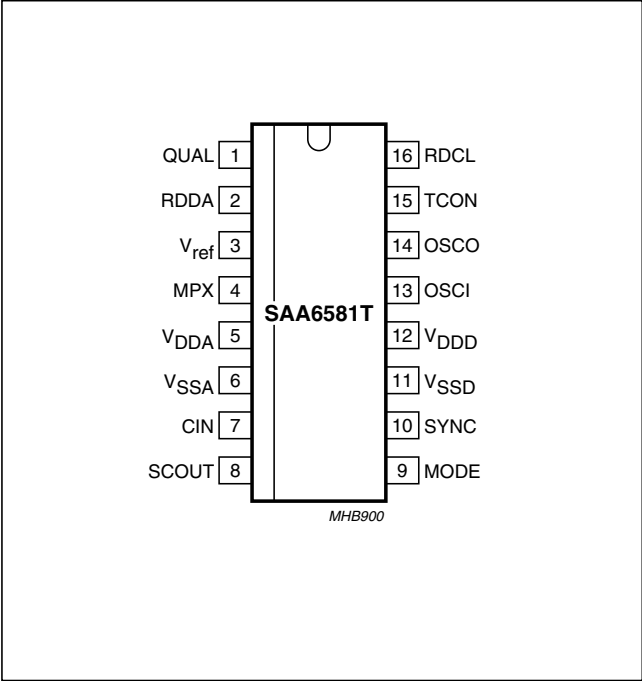 QUAL 1 16 RDCL
RDDA 2 15 TCON
Vref 3 14 OSCO
MPX 4 13 OSCI
SAA6581T
VDDA 5 12 VDDD
VSSA 6 11 VSSD
CIN 7 10 SYNC
SCOUT 8 9 MODE
MHB900